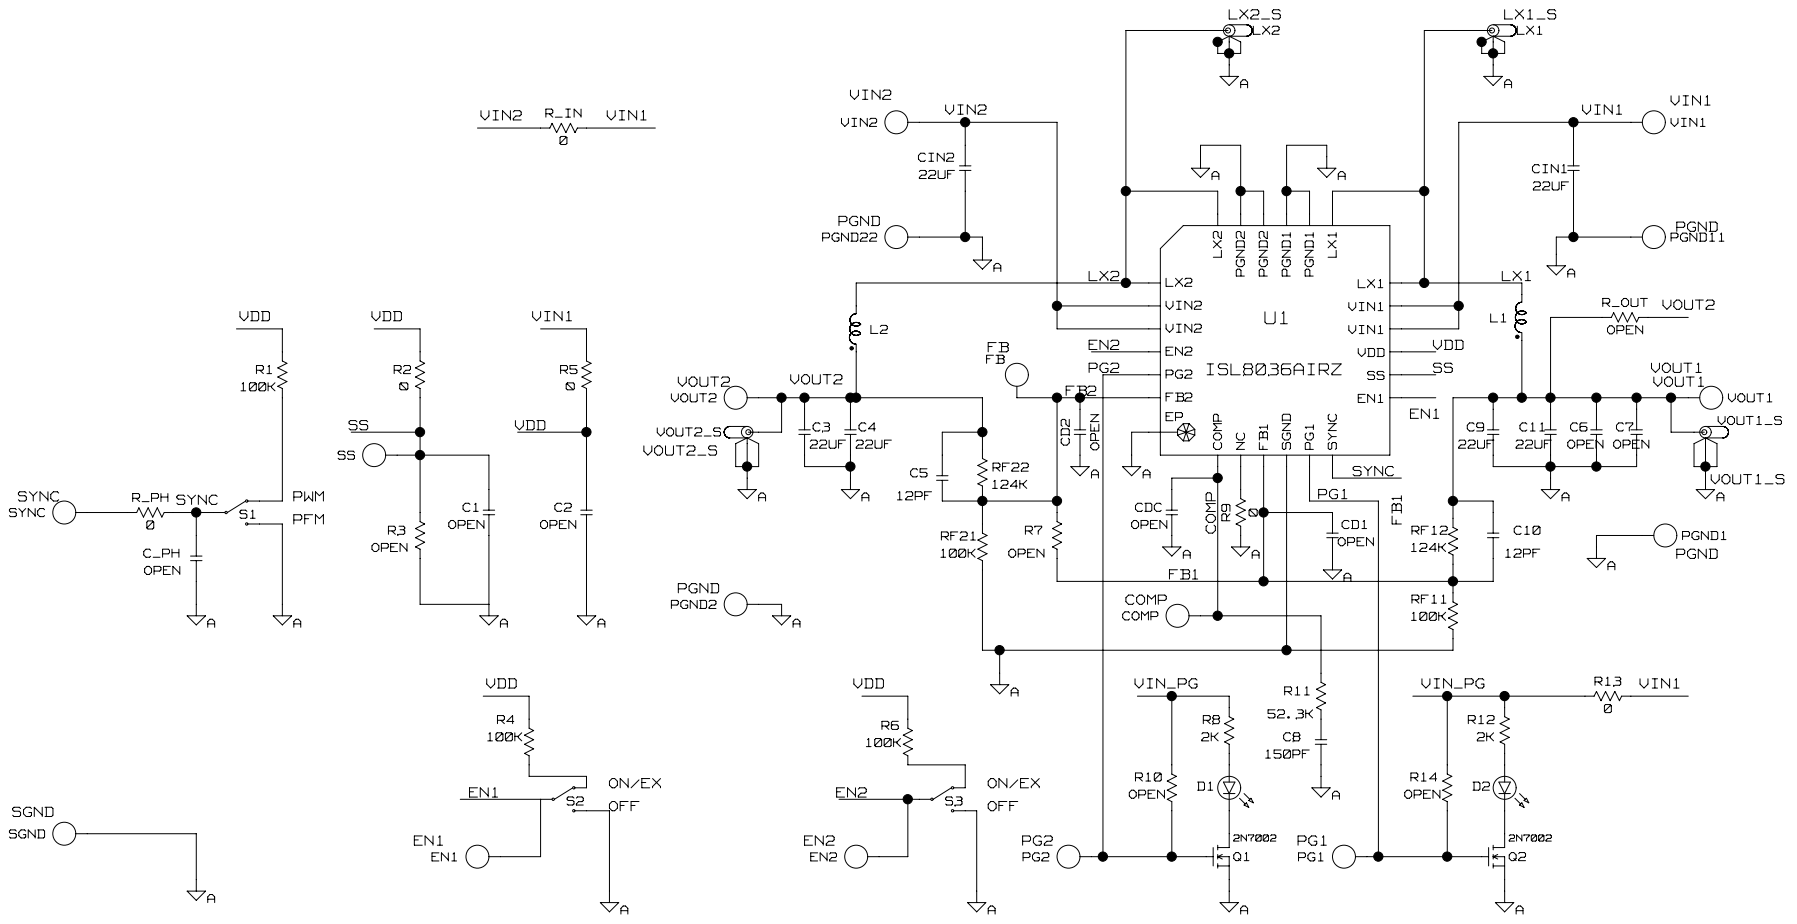 LX2_S
LX2
A
LX1_S
LX1
A
VIN2
VIN2
VIN2
CIN2
22UF
PGND
PGND22
A
VIN2
R_IN
VIN1
0
A
A
VIN1
VIN1
VIN1
CIN1
22UF
PGND
PGND11
A
LX2
PGND2
PGND2
PGND1
PGND1
LX1
LX2
LX2
VIN2
VIN2
EN2
EN2
PG2
PG2
FB2
FB2
EP
U1
ISL8036AIRZ
LX1
LX1
VIN1
VIN1
VDD
VDD
SS
SS
EN1
EN1
COMP
NC
FB1
SGND
PG1
SYNC
SYNC
L2
L1
R_OUT
VOUT2
OPEN
VDD
R1
100K
VDD
R2
0
VIN1
R5
0
FB
FB
VOUT2
VOUT2
VOUT2
VOUT2_S
VOUT2_S
A
C3
22UF
C4
22UF
A
CD2
OPEN
A
A
VOUT1
VOUT1
VOUT1
C9
22UF
C11
22UF
C6
OPEN
C7
OPEN
A
VOUT1_S
VOUT1_S
A
SS
SS
VDD
C5
12PF
RF22
124K
RF21
100K
R7
OPEN
CDC
OPEN
A
COMP
R9
0
A
CD1
OPEN
A
PG1
FB1
FB1
RF12
124K
C10
12PF
RF11
100K
PGND1
PGND
A
SYNC
SYNC
R_PH
0
SYNC
S1
PWM
PFM
C_PH
OPEN
A
A
R3
OPEN
C1
OPEN
A
C2
OPEN
A
PGND
PGND2
A
COMP
COMP
A
VDD
R4
100K
EN1
S2
ON/EX
OFF
EN1
EN1
A
VDD
R6
100K
EN2
S3
ON/EX
OFF
EN2
EN2
A
VIN_PG
R8
2K
R10
OPEN
D1
PG2
PG2
2N7002
Q1
A
R11
52.3K
C8
150PF
A
VIN_PG
R13
0
VIN1
R12
2K
R14
OPEN
D2
PG1
PG1
2N7002
Q2
A
SGND
SGND
A